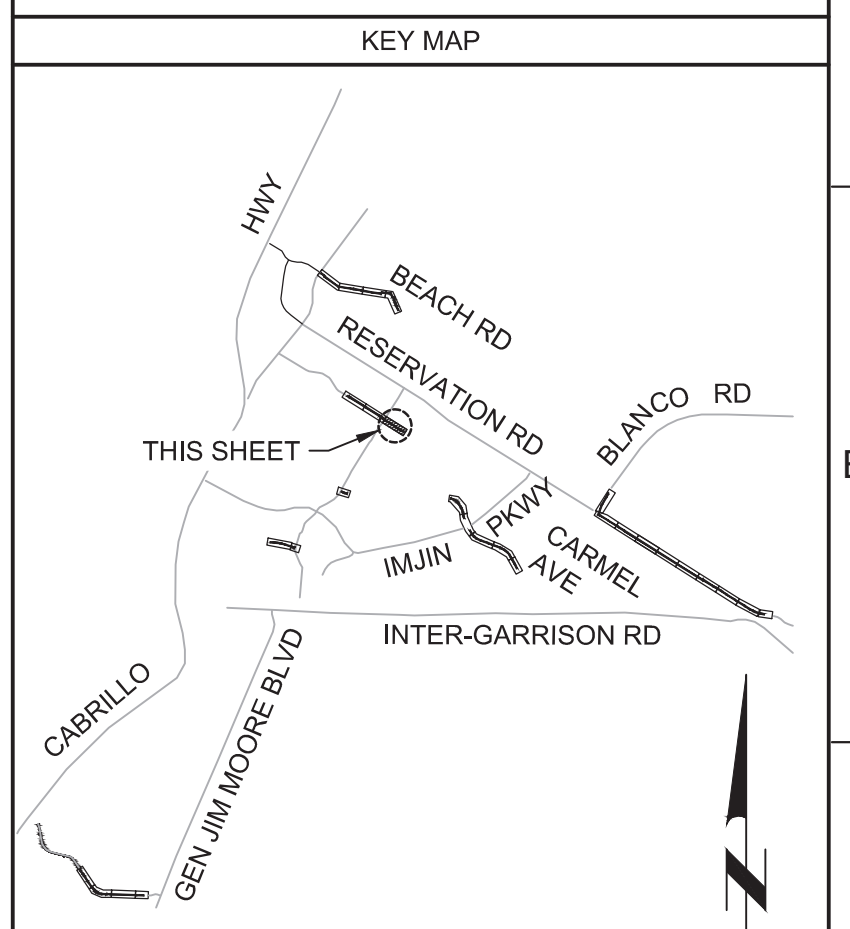 KEY MAP
HWY
BEACH RD
RESERVATION RD
BLANCO RD
THIS SHEET
IMJIN PKWY
CARMEL
AVE
INTER-GARRISON RD
CABRILLO
GEN JIM MOORE BLVD
N